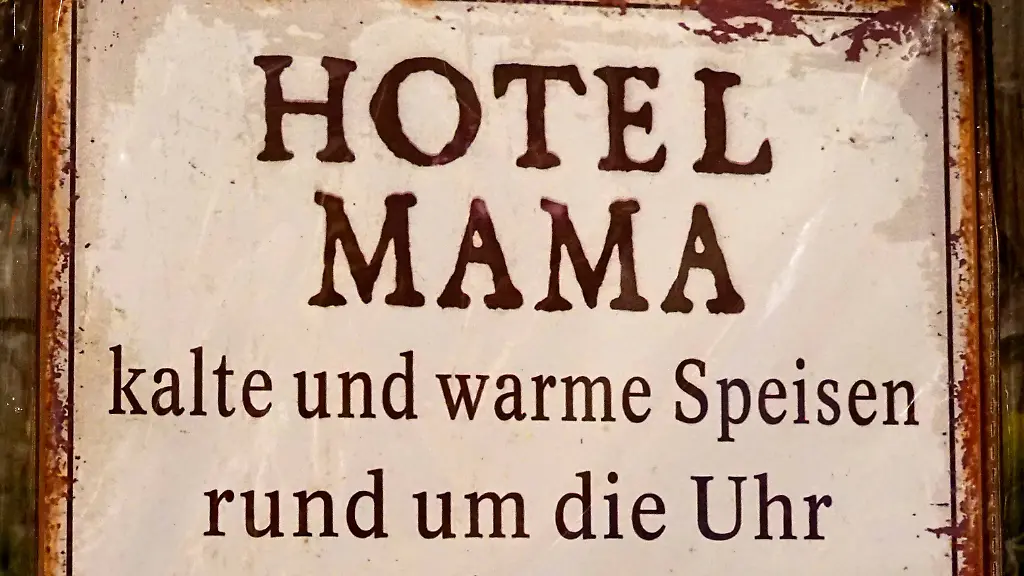 HOTEL
MAMA
kalte und warme Speisen
rund um die Uhr